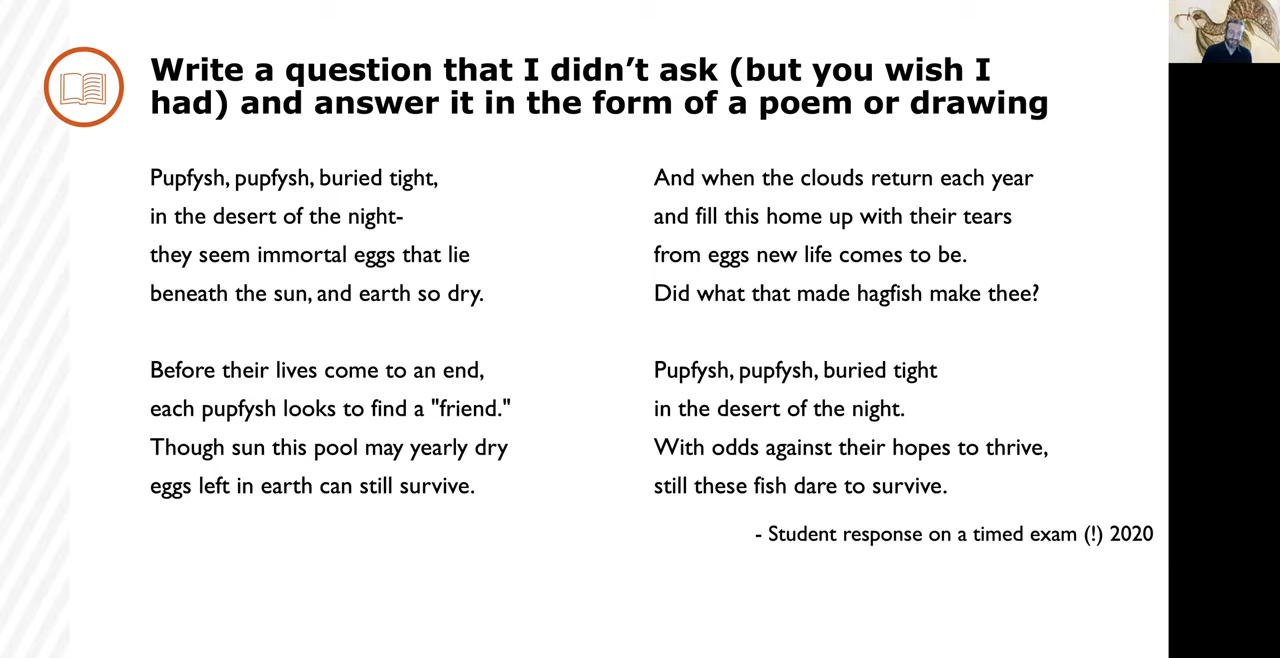 Write a question that I didn’t ask (but you wish I
had) and answer it in the form of a poem or drawing
Pupfysh, pupfysh, buried tight,
in the desert of the night-
they seem immortal eggs that lie
beneath the sun, and earth so dry.
Before their lives come to an end,
each pupfysh looks to find a "friend."
Though sun this pool may yearly dry
eggs left in earth can still survive.
And when the clouds return each year
and fill this home up with their tears
from eggs new life comes to be.
Did what that made hagfish make thee?
Pupfysh, pupfysh, buried tight
in the desert of the night.
With odds against their hopes to thrive,
still these fish dare to survive.
- Student response on a timed exam (!) 2020